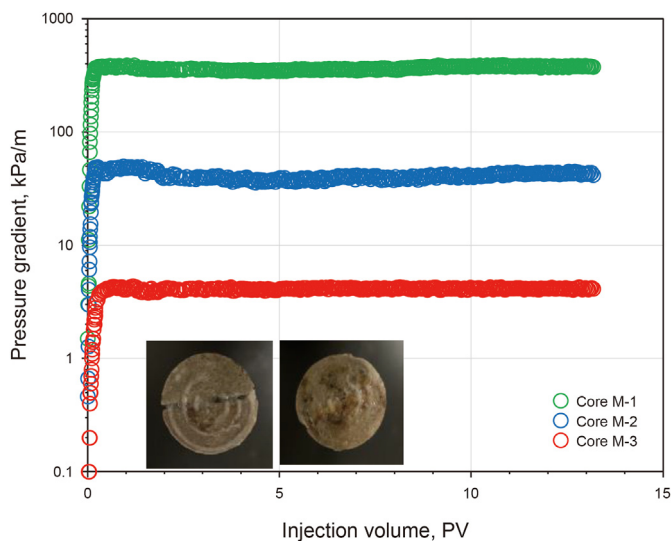 1000
100
10
1
0.1
Pressure gradient, kPa/m
0
5
10
15
Injection volume, PV
Core M-1
Core M-2
Core M-3